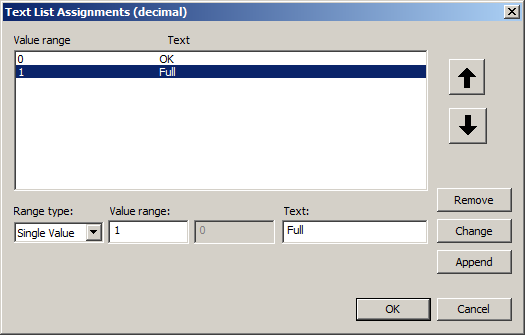 Text List Assignments (decimal)
Value range Text
0 OK
1 Full
Range type: Value range: Text:
Single Value 1 0 Full
Remove
Change
Append
OK Cancel